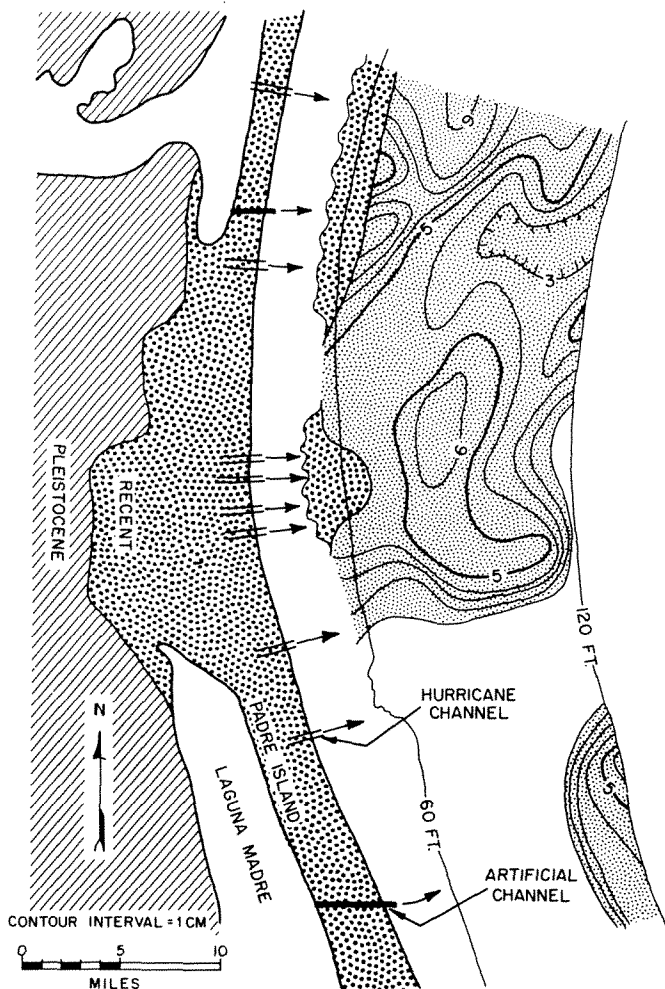 6
5
3
6
5
PLEISTOCENE
RECENT
120 FT.
N
PADRE ISLAND
HURRICANE
CHANNEL
LAGUNA MADRE
60 FT.
5
ARTIFICIAL
CHANNEL
CONTOUR INTERVAL = 1 CM
0 5 10
MILES